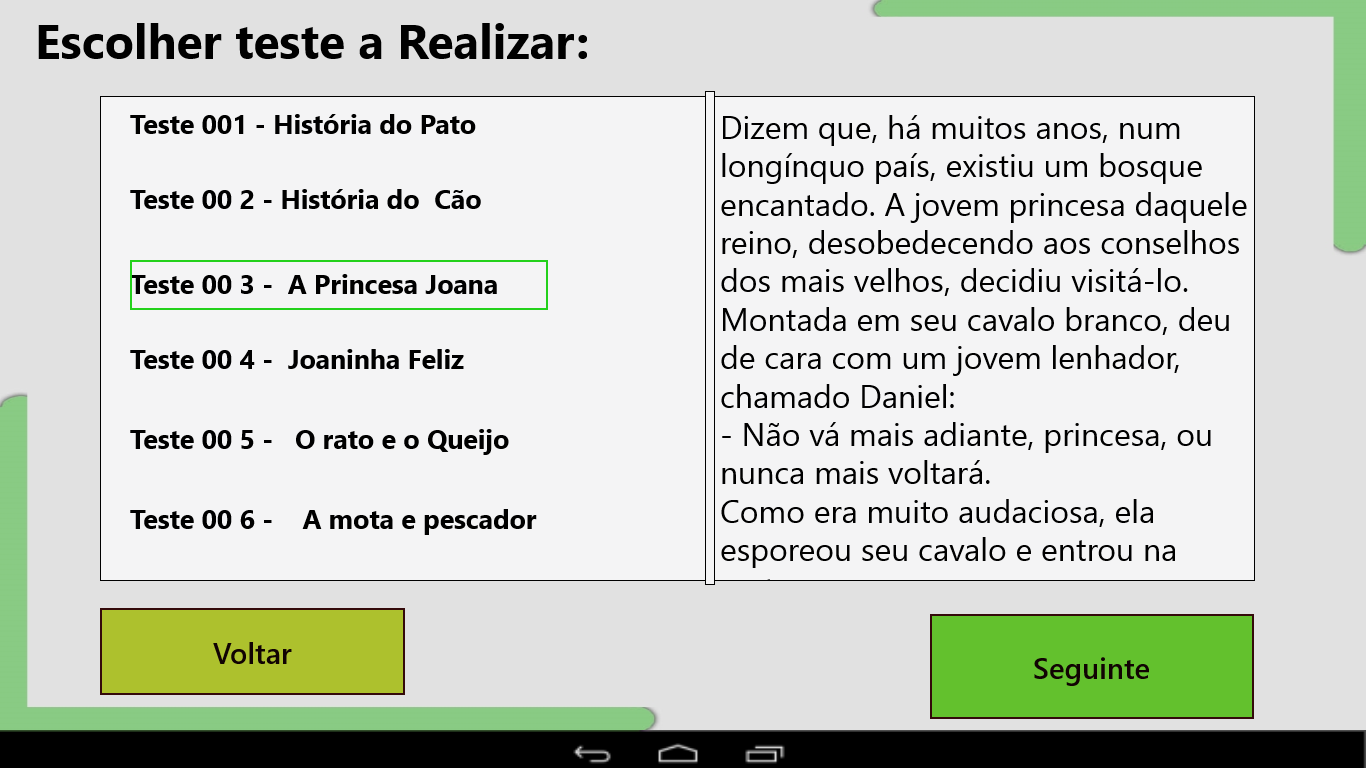 Escolher teste a Realizar:
Teste 001 - História do Pato
Teste 00 2 - História do  Cão
Teste 00 3 -  A Princesa Joana
Teste 00 4 -  Joaninha Feliz
Teste 00 5 -   O rato e o Queijo
Teste 00 6 -    A mota e pescador
Dizem que, há muitos anos, num
longínquo país, existiu um bosque
encantado. A jovem princesa daquele
reino, desobedecendo aos conselhos
dos mais velhos, decidiu visitá-lo.
Montada em seu cavalo branco, deu
de cara com um jovem lenhador,
chamado Daniel:
- Não vá mais adiante, princesa, ou
nunca mais voltará.
Como era muito audaciosa, ela
esporeou seu cavalo e entrou na
Voltar
Seguinte